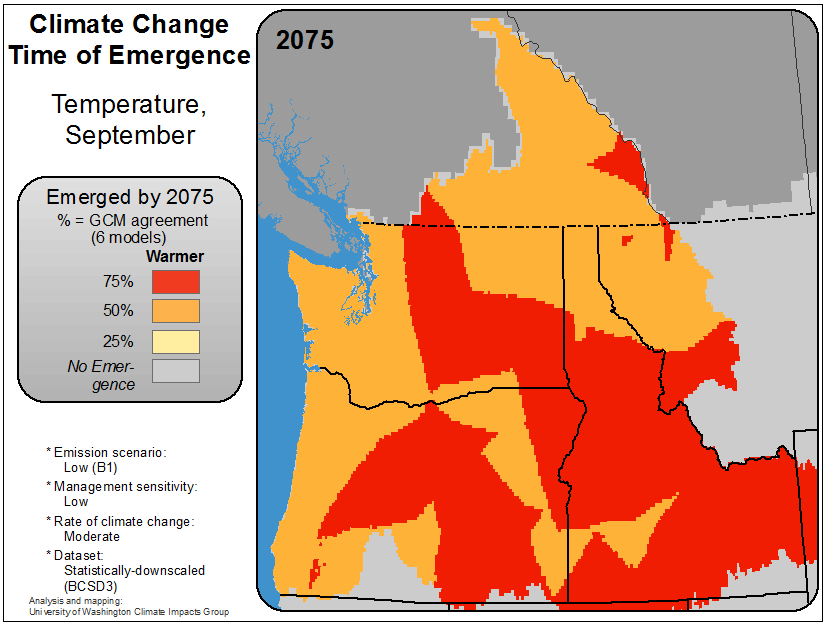 Climate Change
Time of Emergence
Temperature,
September
Emerged by 2075
% = GCM agreement
(6 models)
Warmer
75%
50%
25%
No Emer-
gence
* Emission scenario:
Low (B1)
* Management sensitivity:
Low
* Rate of climate change:
Moderate
* Dataset:
Statistically-downscaled
(BCSD3)
Analysis and mapping:
University of Washington Climate Impacts Group
2075